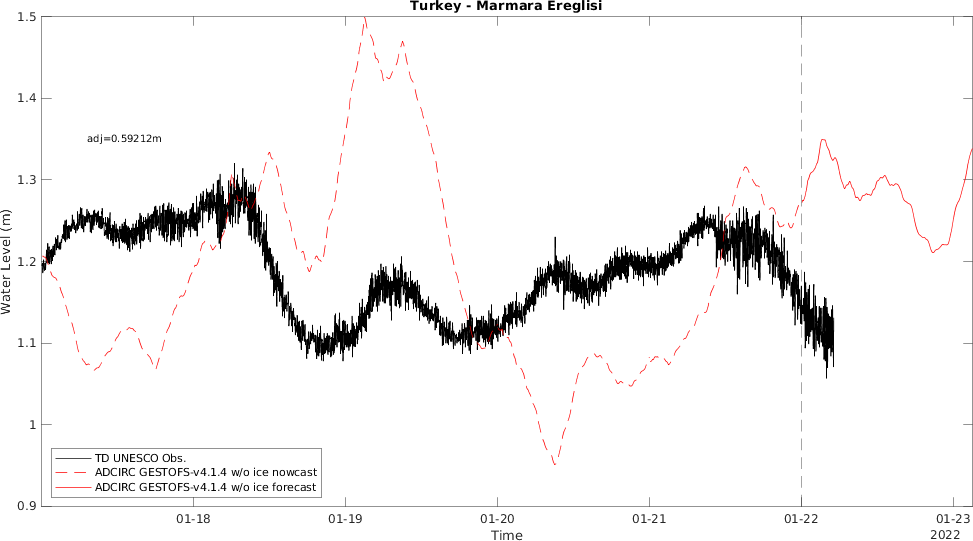 Turkey - Marmara Ereglisi
1.5
1.4
adj=0.59212m
1.3
1.2
1.1
1
0.9
Water Level (m)
TD UNESCO Obs.
ADCIRC GESTOFS-v4.1.4 w/o ice nowcast
ADCIRC GESTOFS-v4.1.4 w/o ice forecast
01-18 01-19 01-20 01-21 01-22 01-23
Time 2022